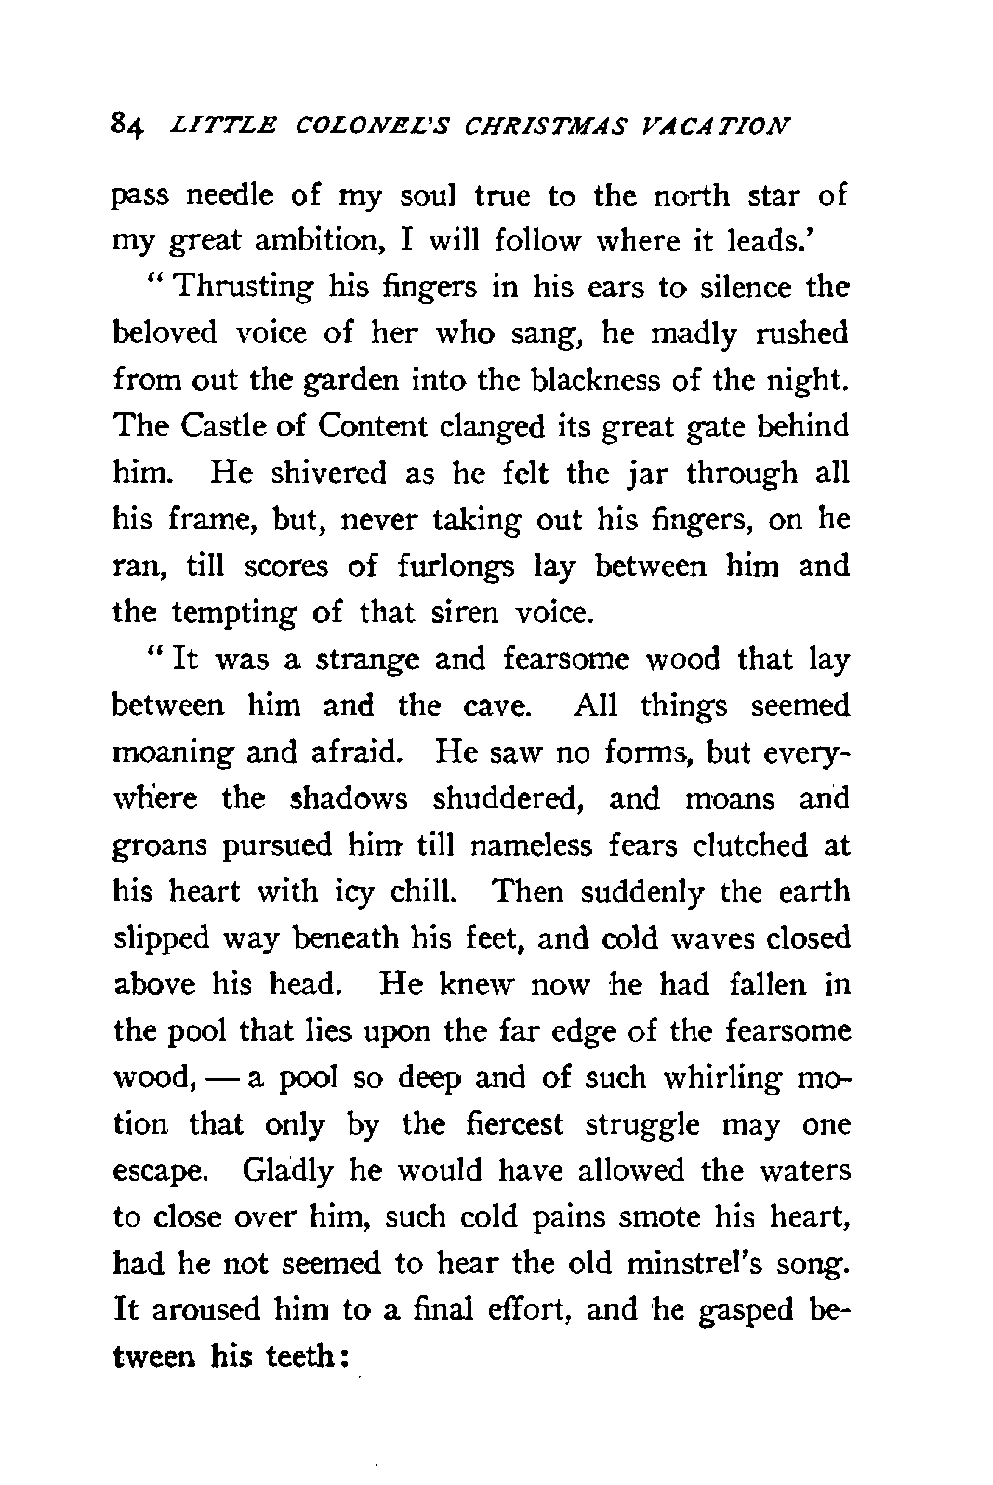 84 LITTLE COLONEL'S CHRISTMAS VACATION
pass needle of my soul true to the north star of
my great ambition, I will follow where it leads.'
" Thrusting his fingers in his ears to silence the
beloved voice of her who sang, he madly rushed
from out the garden into the blackness of the night.
The Castle of Content clanged its great gate behind
him. He shivered as he felt the jar through all
his frame, but, never taking out his fingers, on he
ran, till scores of furlongs lay between him and
the tempting of that siren voice.
" It was a strange and fearsome wood that lay
between him and the cave. All things seemed
moaning and afraid. He saw no forms, but every-
where the shadows shuddered, and moans and
groans pursued him till nameless fears clutched at
his heart with icy chill. Then suddenly the earth
slipped way beneath his feet, and cold waves closed
above his head. He knew now he had fallen in
the pool that lies upon the far edge of the fearsome
wood, — a pool so deep and of such whirling mo-
tion that only by the fiercest struggle may one
escape. Gladly he would have allowed the waters
to close over him, such cold pains smote his heart,
had he not seemed to hear the old minstrel's song.
It aroused him to a final effort, and he gasped be-
tween his teeth: